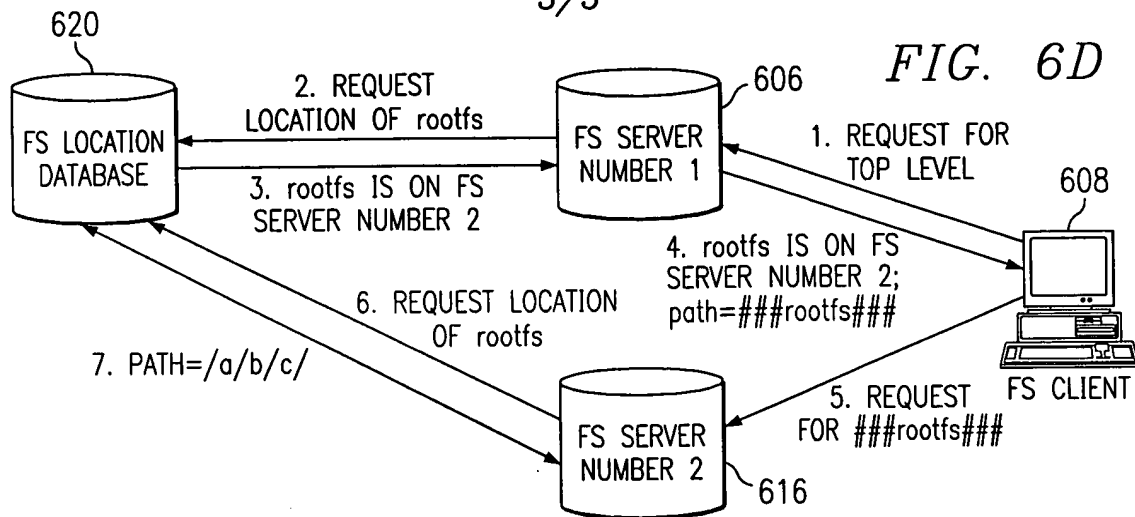 5/5
620
FIG. 6D
2. REQUEST
LOCATION OF rootfs
606
FS LOCATION
DATABASE
FS SERVER
NUMBER 1
1. REQUEST FOR
TOP LEVEL
3. rootfs IS ON FS
SERVER NUMBER 2
608
4. rootfs IS ON FS
SERVER NUMBER 2;
path=###rootfs###
6. REQUEST LOCATION
OF rootfs
7. PATH=/a/b/c/
FS CLIENT
5. REQUEST
FOR ###rootfs###
FS SERVER
NUMBER 2
616